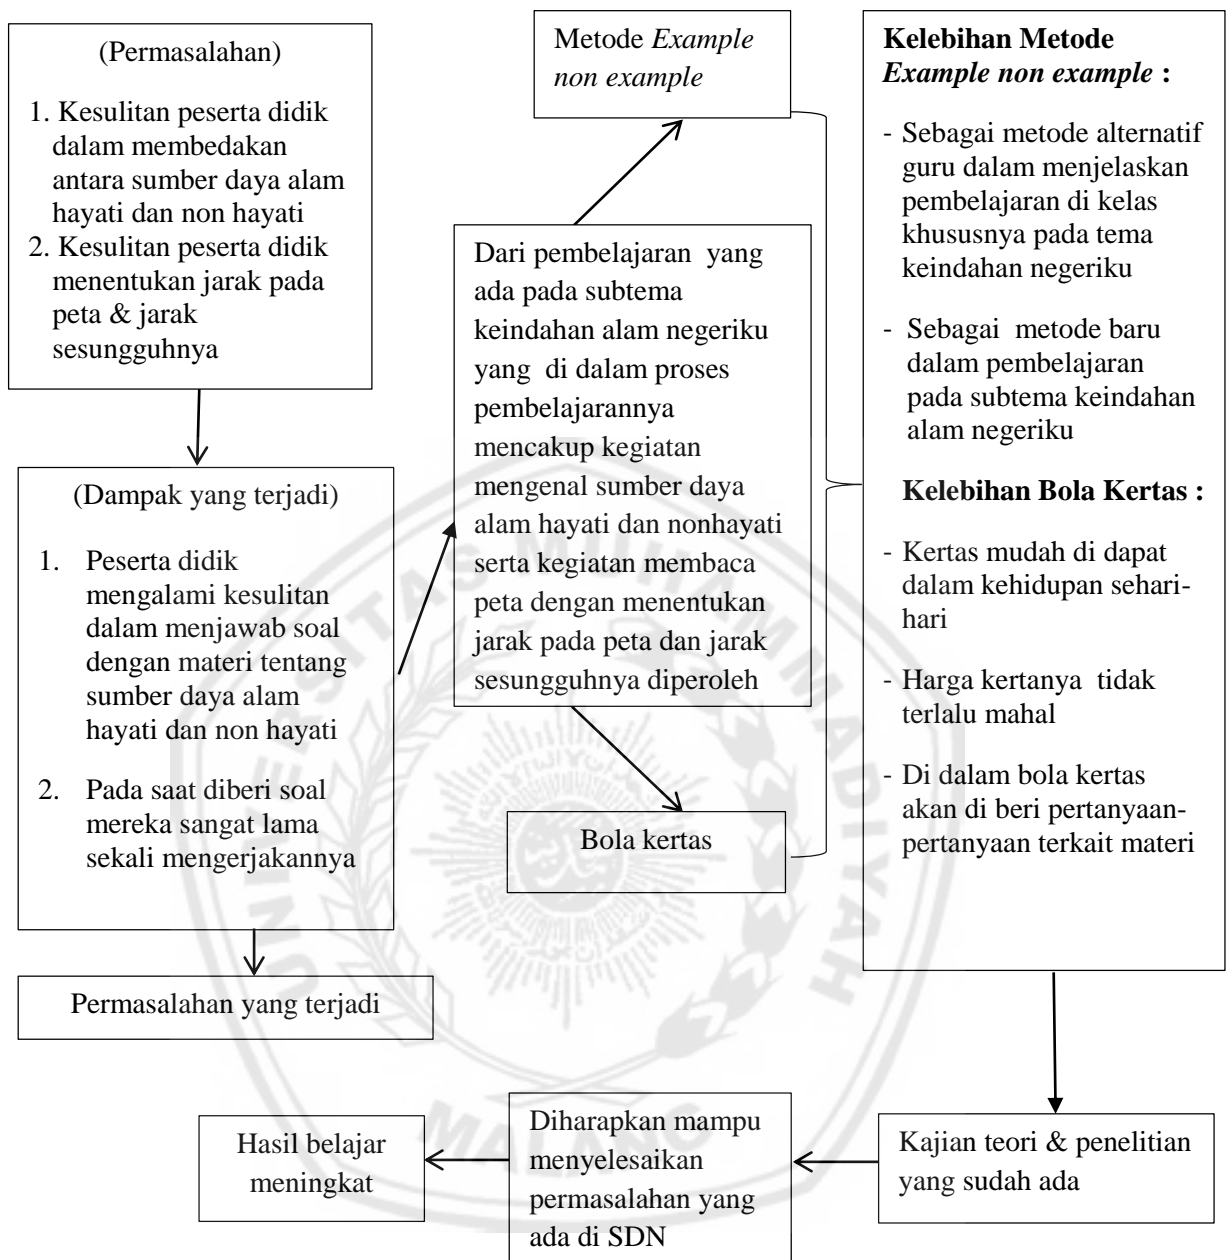 (Permasalahan)
1. Kesulitan peserta didik
dalam membedakan
antara sumber daya alam
hayati dan non hayati
2. Kesulitan peserta didik
menentukan jarak pada
peta & jarak
sesungguhnya
(Dampak yang terjadi)
1. Peserta didik
mengalami kesulitan
dalam menjawab soal
dengan materi tentang
sumber daya alam
hayati dan non hayati
2. Pada saat diberi soal
mereka sangat lama
sekali mengerjakannya
Permasalahan yang terjadi
Metode Example
non example
Dari pembelajaran yang
ada pada subtema
keindahan alam negeriku
yang di dalam proses
pembelajarannya
mencakup kegiatan
mengenal sumber daya
alam hayati dan nonhayati
serta kegiatan membaca
peta dengan menentukan
jarak pada peta dan jarak
sesungguhnya diperoleh
Bola kertas
Kelebihan Metode
Example non example :
- Sebagai metode alternatif
guru dalam menjelaskan
pembelajaran di kelas
khususnya pada tema
keindahan negeriku
- Sebagai metode baru
dalam pembelajaran
pada subtema keindahan
alam negeriku
Kelebihan Bola Kertas :
- Kertas mudah di dapat
dalam kehidupan sehari-
hari
- Harga kertanya tidak
terlalu mahal
- Di dalam bola kertas
akan di beri pertanyaan-
pertanyaan terkait materi
Kajian teori & penelitian
yang sudah ada
Diharapkan mampu
menyelesaikan
permasalahan yang
ada di SDN
Hasil belajar
meningkat
UNIVERSITAS MUHAMMADIYAH
MALANG